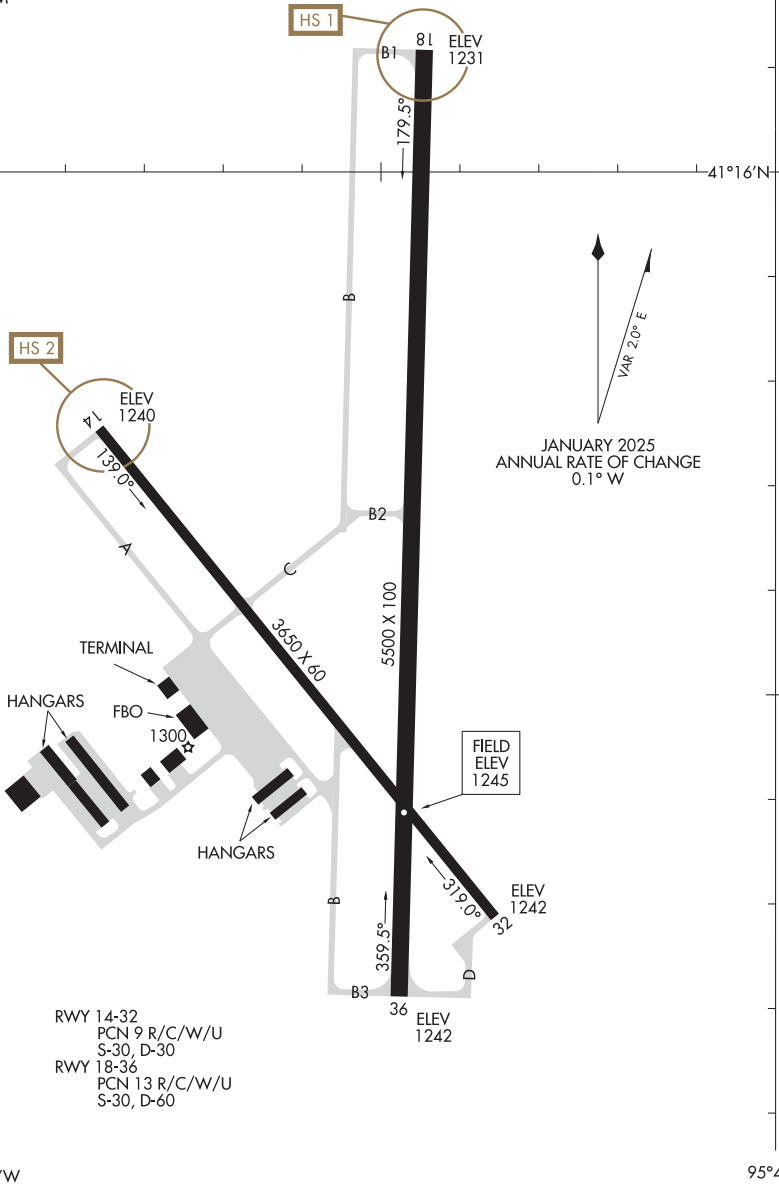 HS 1
18
ELEV
1231
B1
179.5°
41°16'N
B
VAR 2.0° E
HS 2
ELEV
1240
14
139.0°
JANUARY 2025
ANNUAL RATE OF CHANGE
0.1° W
B2
A
C
5500 X 100
3650 X 60
TERMINAL
HANGARS
FBO
1300
FIELD
ELEV
1245
HANGARS
319.0°
ELEV
1242
32
B
359.5°
D
B3
36
ELEV
1242
RWY 14-32
PCN 9 R/C/W/U
S-30, D-30
RWY 18-36
PCN 13 R/C/W/U
S-30, D-60
W
95°4